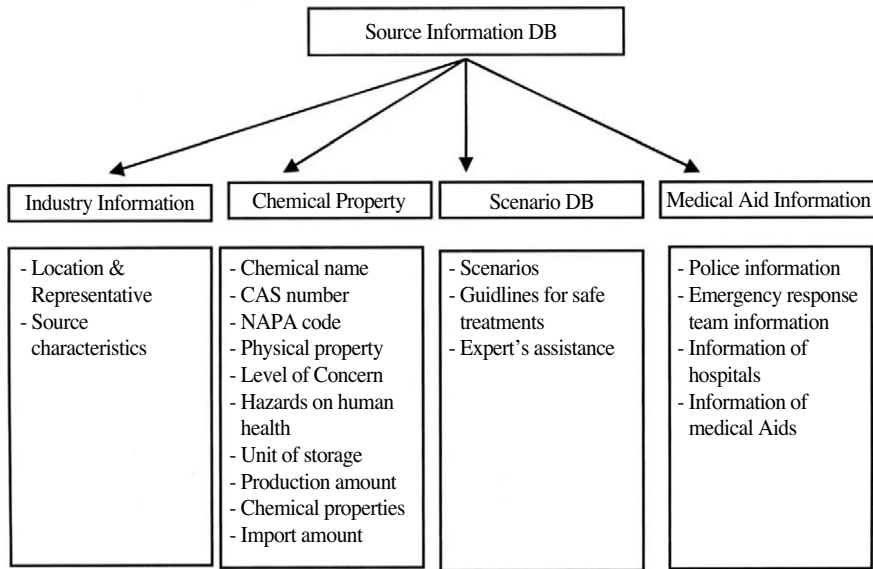 Source Information DB
Industry Information
Chemical Property
Scenario DB
Medical Aid Information
- Location &
Representative
- Source
characteristics
- Chemical name
- CAS number
- NAPA code
- Physical property
- Level of Concern
- Hazards on human
health
- Unit of storage
- Production amount
- Chemical properties
- Import amount
- Scenarios
- Guidlines for safe
treatments
- Expert’s assistance
- Police information
- Emergency response
team information
- Information of
hospitals
- Information of
medical Aids